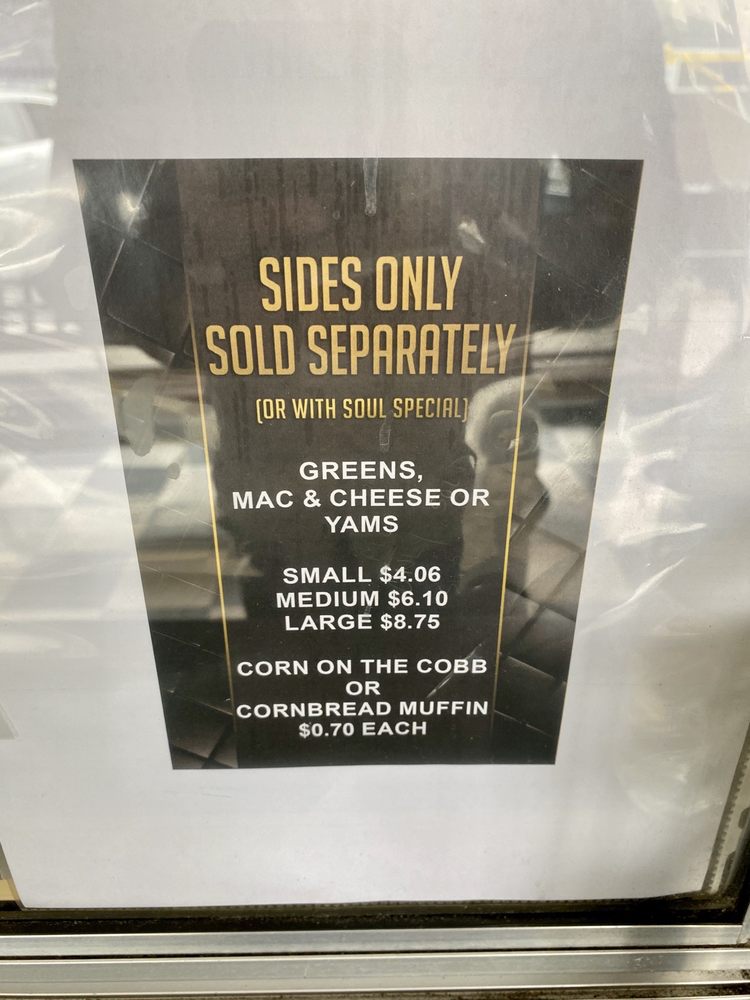 SIDES ONLY
SOLD SEPARATELY
(OR WITH SOUL SPECIAL)
GREENS,
MAC & CHEESE OR
YAMS
SMALL $4.06
MEDIUM $6.10
LARGE $8.75
CORN ON THE COBB
OR
CORNBREAD MUFFIN
$0.70 EACH